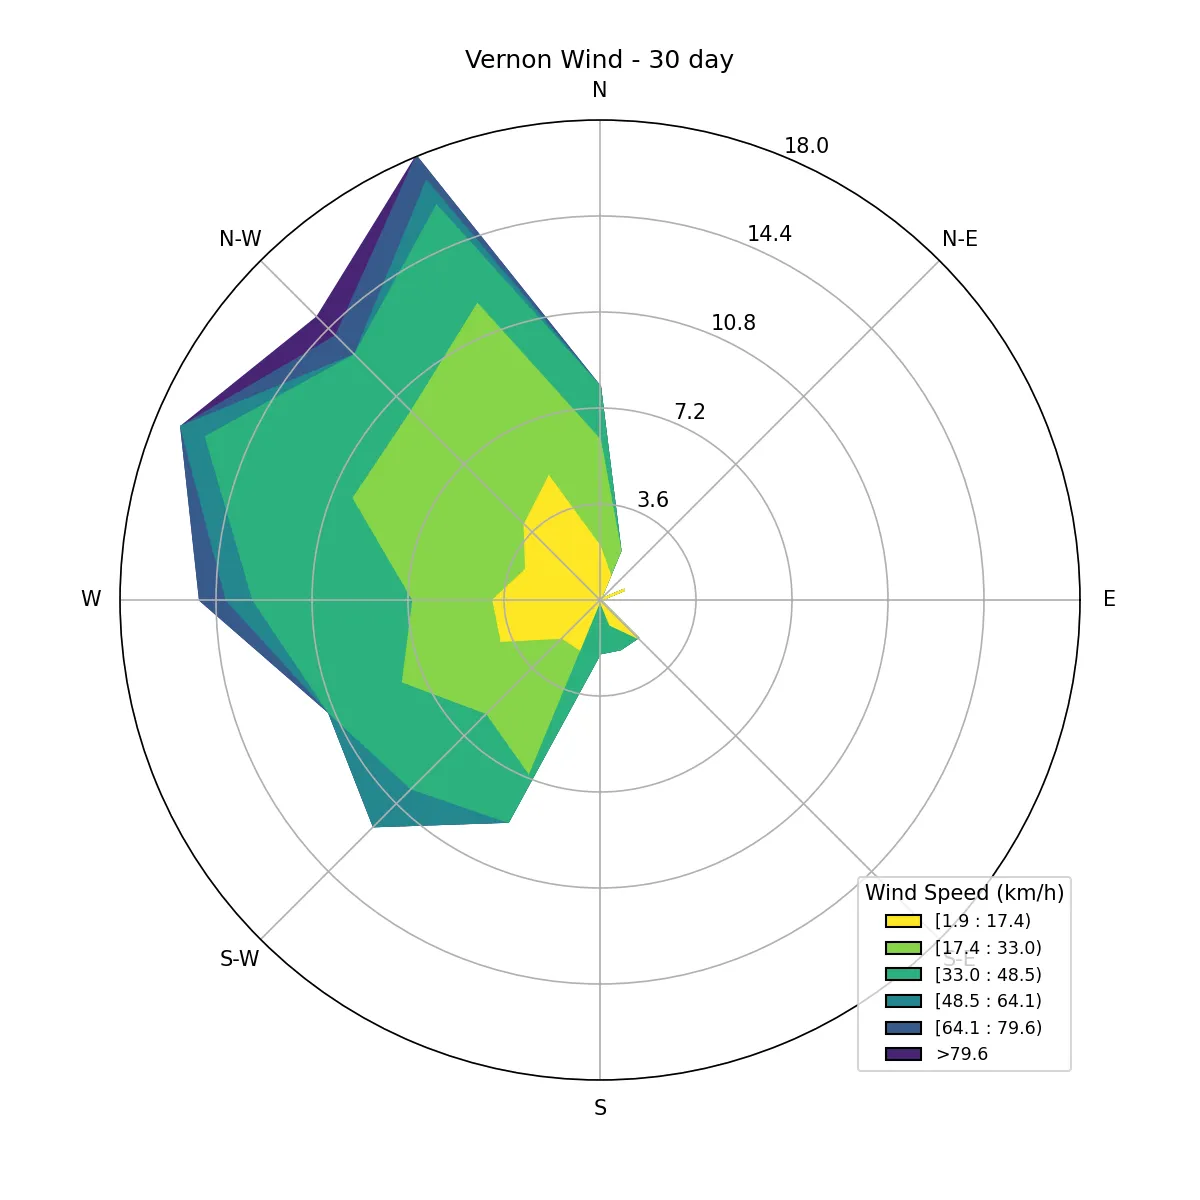 Vernon Wind - 30 day
N
18.0
N-W
14.4
N-E
10.8
7.2
3.6
W
E
Wind Speed (km/h)
[1.9 : 17.4)
[17.4 : 33.0)
S-W
S-E
[33.0 : 48.5)
[48.5 : 64.1)
[64.1 : 79.6)
>79.6
S